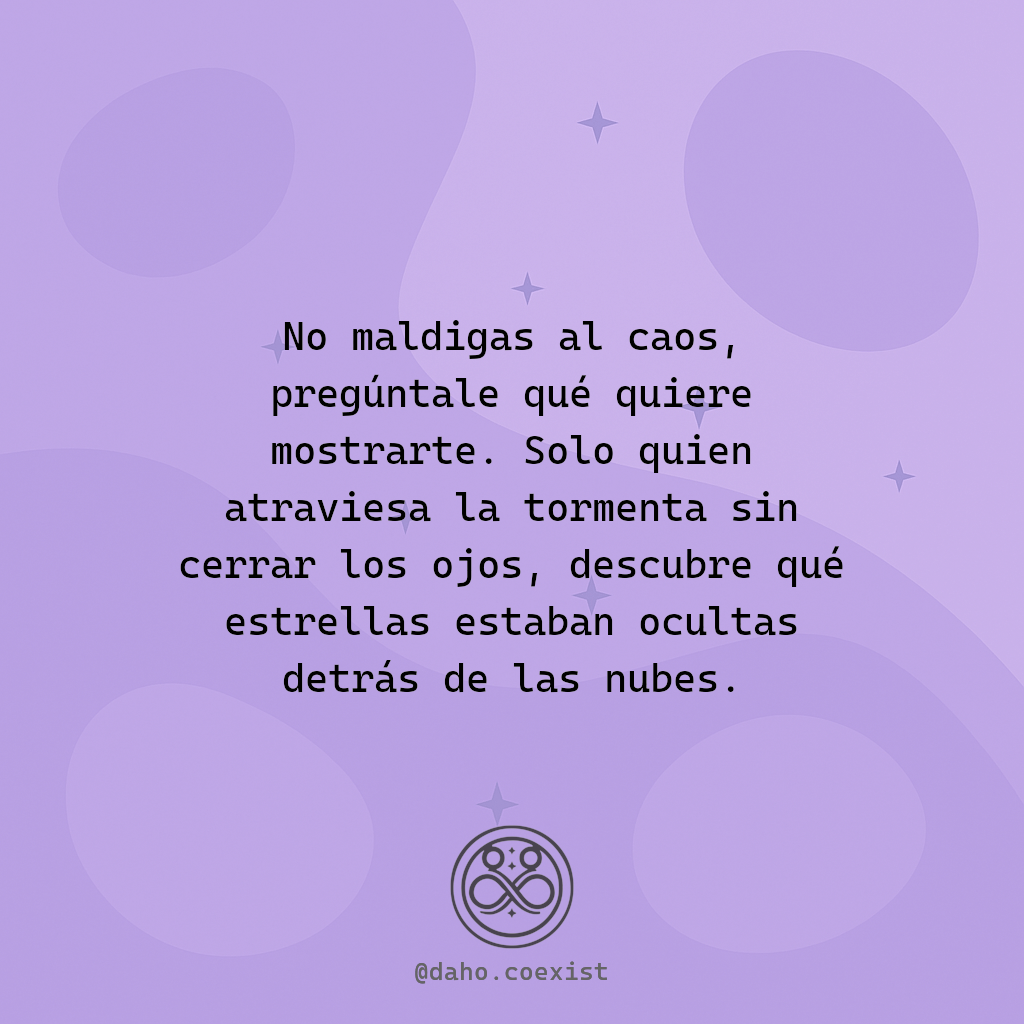 No maldigas al caos,
pregúntale qué quiere
mostrarte. Solo quien
atraviesa la tormenta sin
cerrar los ojos, descubre qué
estrellas estaban ocultas
detrás de las nubes.
@daho.coexist